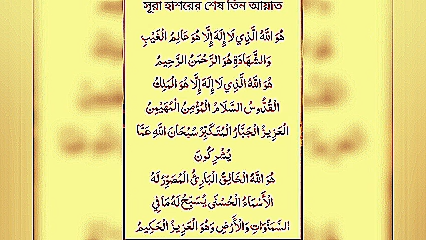 সূরা হাশরের শেষ তিন আয়াত
هُوَ اللَّهُ الَّذِي لَا إِلَهَ إِلَّا هُوَ عَالِمُ الْغَيْبِ
وَالشَّهَادَةِ هُوَ الرَّحْمَنُ الرَّحِيمُ
هُوَ اللَّهُ الَّذِي لَا إِلَهَ إِلَّا هُوَ الْمَلِكُ
الْقُدُّوسُ السَّلَامُ الْمُؤْمِنُ الْمُهَيْمِنُ
الْعَزِيزُ الْجَبَّارُ الْمُتَكَبِّرُ سُبْحَانَ اللَّهِ عَمَّا
يُشْرِكُونَ
هُوَ اللَّهُ الْخَالِقُ الْبَارِئُ الْمُصَوِّرُ لَهُ
الْأَسْمَاءُ الْحُسْنَى يُسَبِّحُ لَهُ مَا فِي
السَّمَاوَاتِ وَالْأَرْضِ وَهُوَ الْعَزِيزُ الْحَكِيمُ